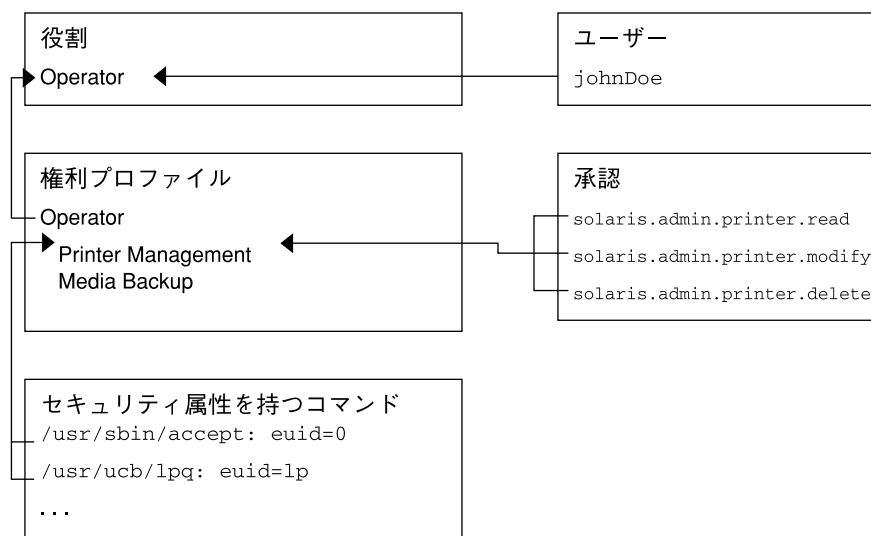 役割
Operator
ユーザー
johnDoe
権利プロファイル
Operator
Printer Management
Media Backup
承認
solaris.admin.printer.read
solaris.admin.printer.modify
solaris.admin.printer.delete
セキュリティ属性を持つコマンド
/usr/sbin/accept: euid=0
/usr/ucb/lpq: euid=lp
...